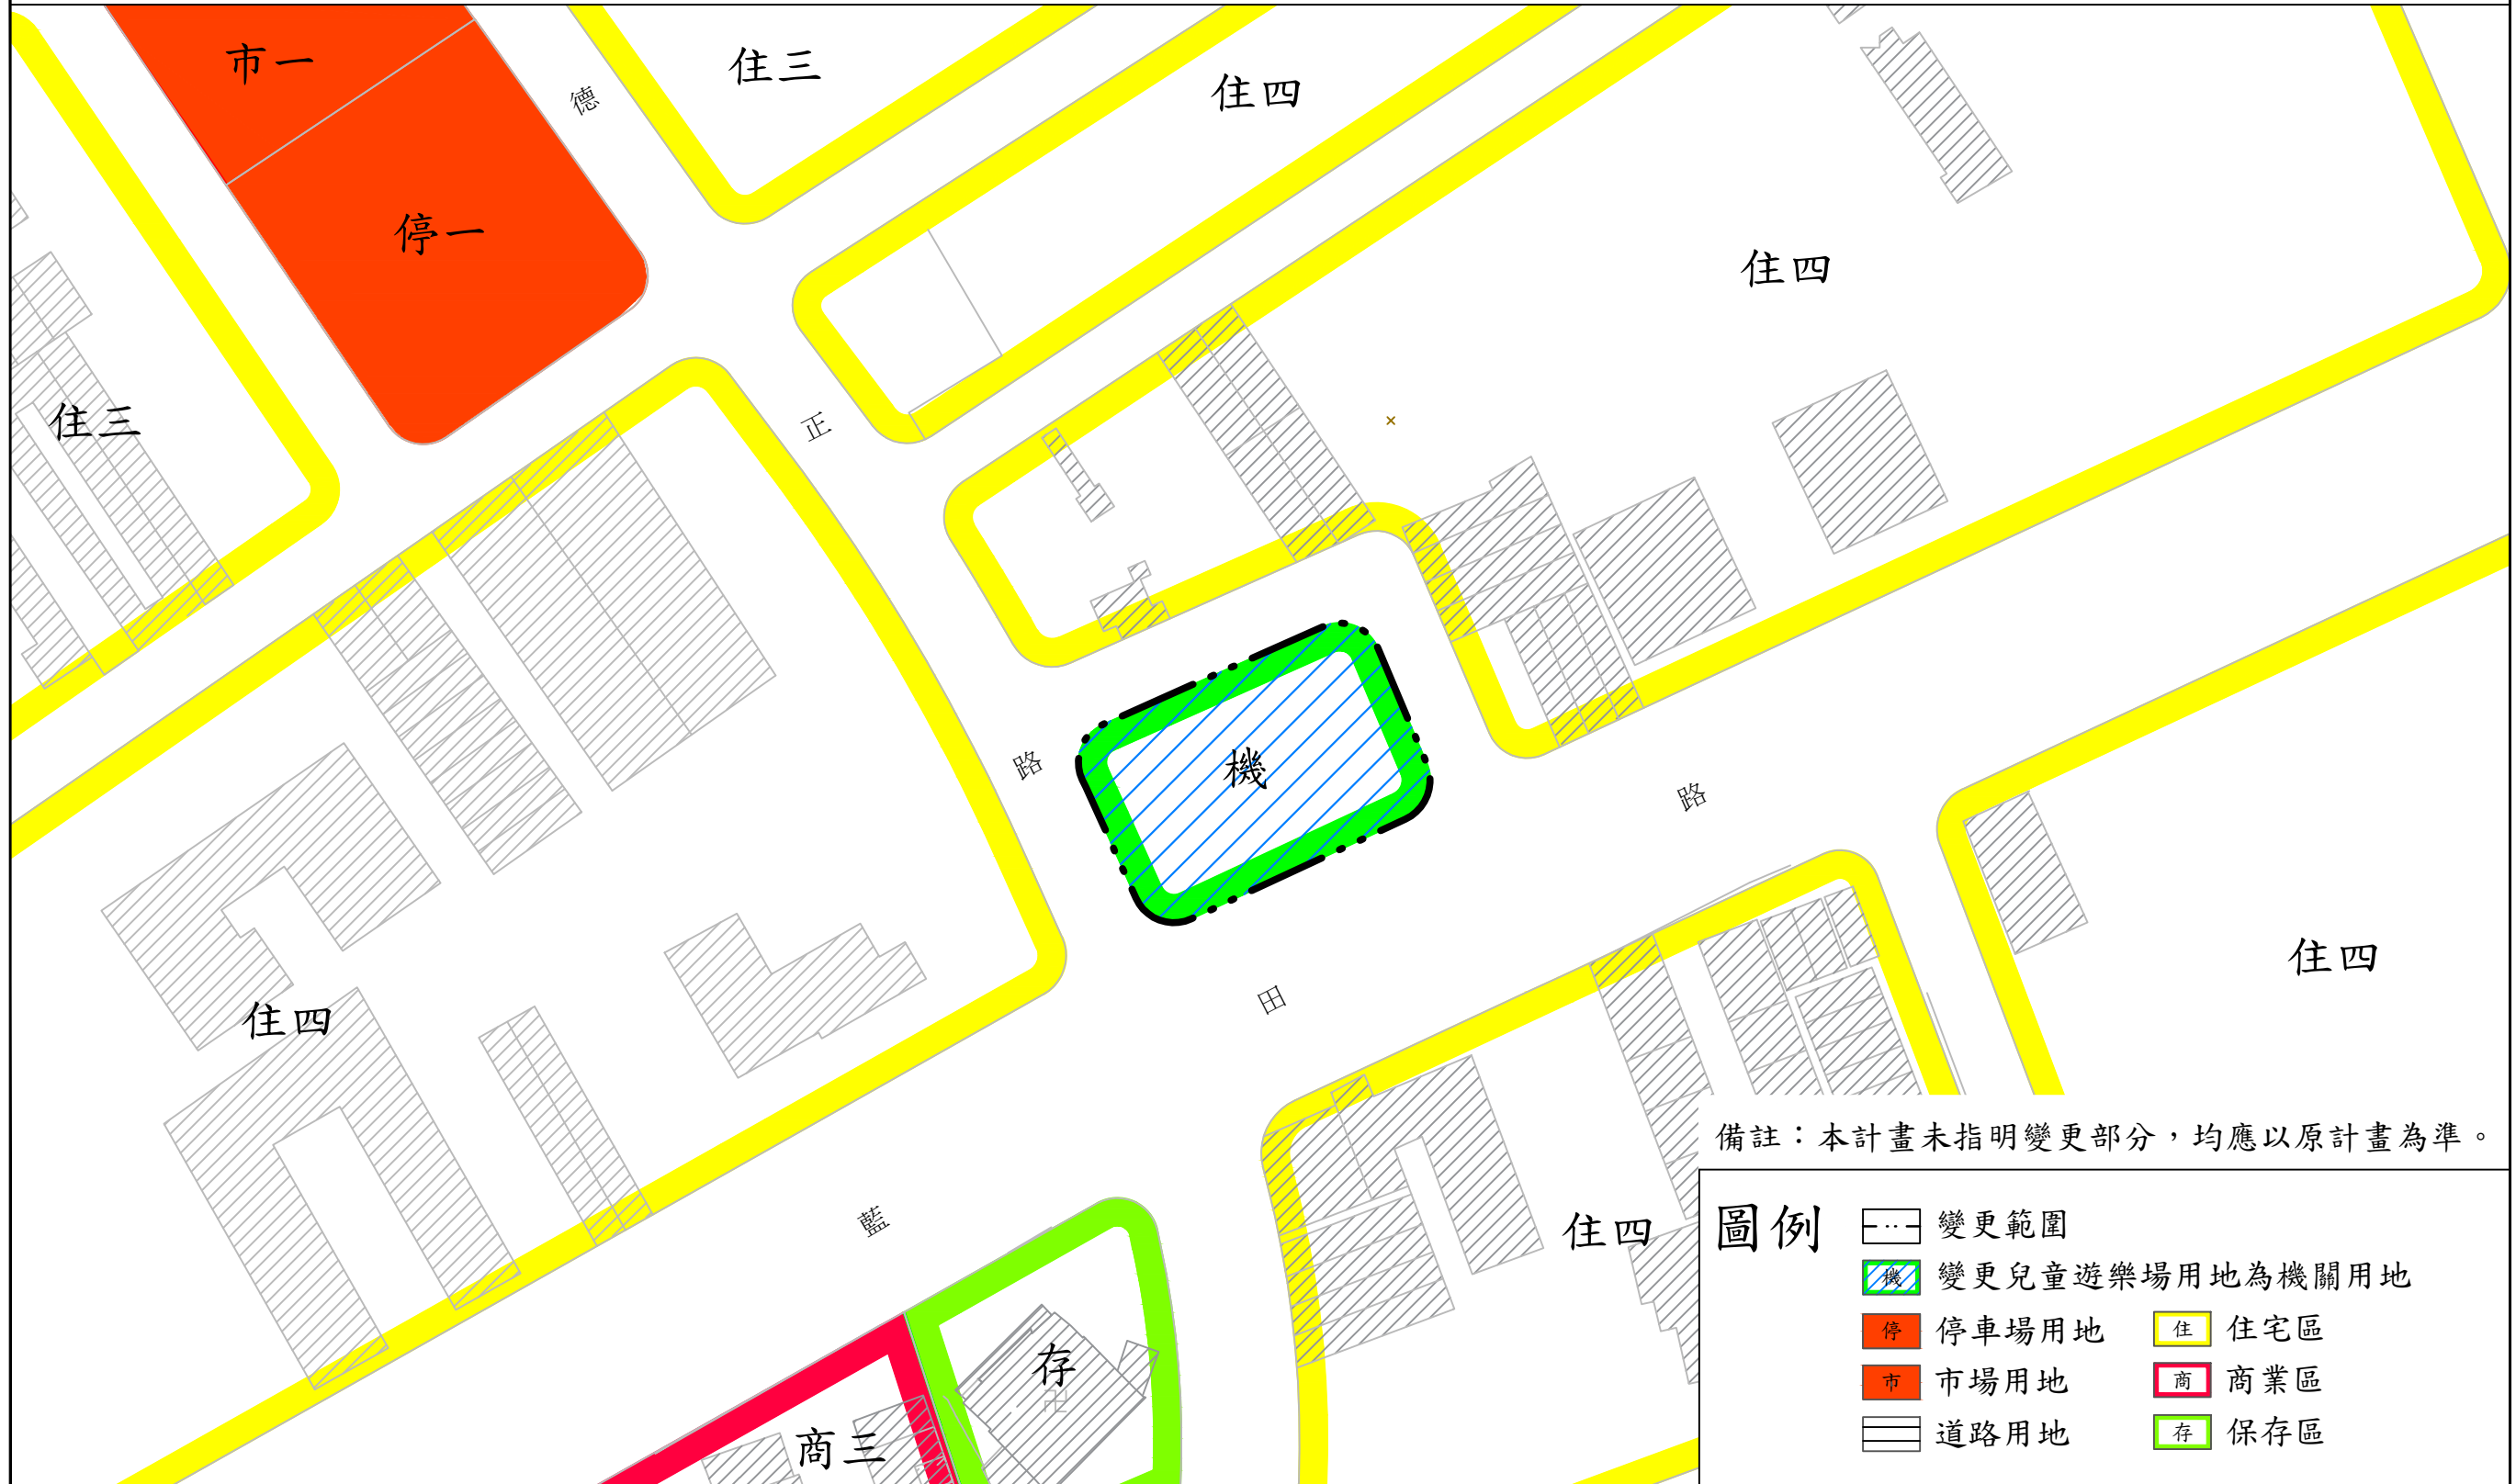 市一
住三
住四
德
停一
住四
住三
正
機
路
路
住四
田
住四
備註：本計畫未指明變更部分，均應以原計畫為準。
藍
住四
存
卍
商三
圖例
變更範圍
機 變更兒童遊樂場用地為機關用地
停 停車場用地 住 住宅區
市 市場用地 商 商業區
道路用地 存 保存區